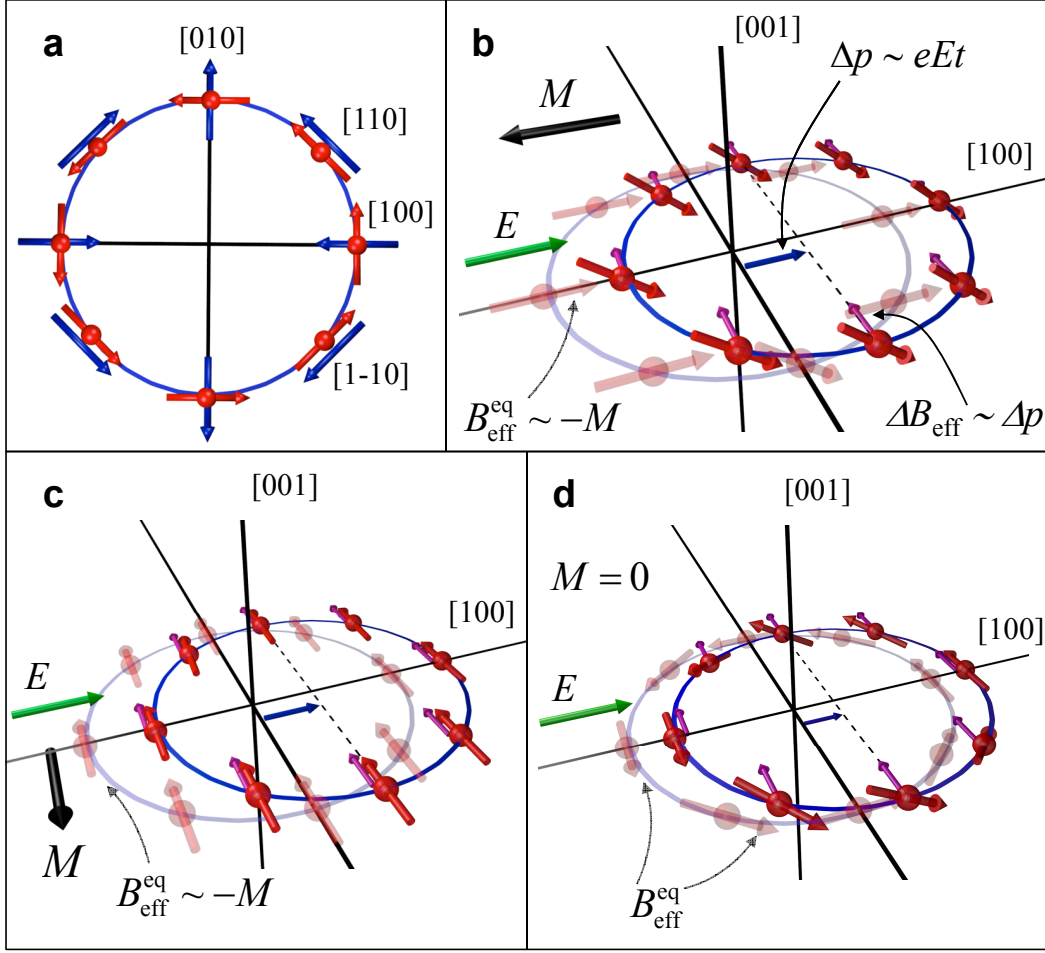 a
[010]
[110]
[100]
[1-10]
b
[001]
Δp ~ eEt
M
[100]
E
B_eff^eq ~ −M
ΔB_eff ~ Δp
c
[001]
[100]
E
M
B_eff^eq ~ −M
d
[001]
M = 0
[100]
E
B_eff^eq